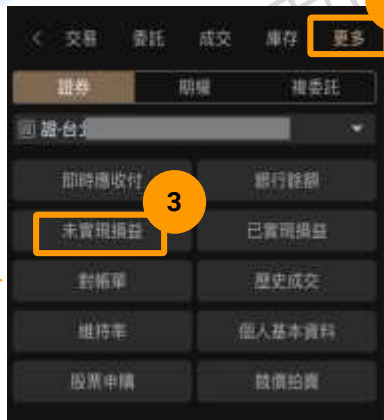 交易 委託 成交 庫存 更多
證券 期權 複委託
證-台
即時應收付 銀行餘額
3
未實現損益 已實現損益
對帳單 歷史成交
維持率 個人基本資料
股票申購 競價拍賣